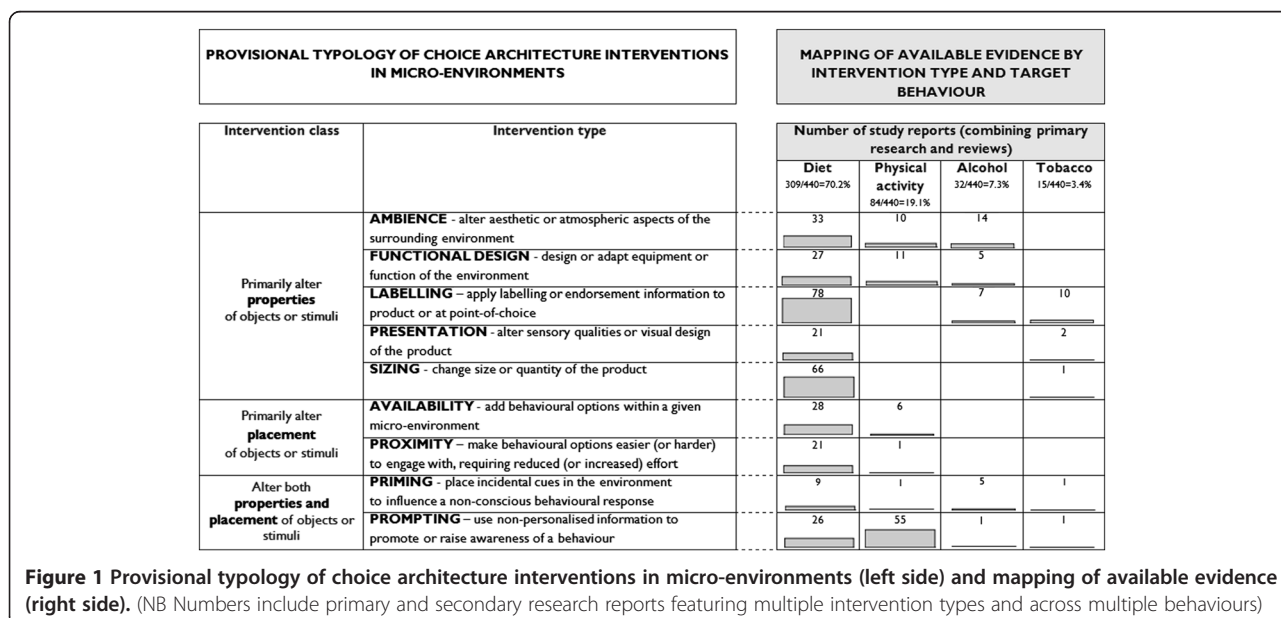 PROVISIONAL TYPOLOGY OF CHOICE ARCHITECTURE INTERVENTIONS
IN MICRO-ENVIRONMENTS
MAPPING OF AVAILABLE EVIDENCE BY
INTERVENTION TYPE AND TARGET
BEHAVIOUR
Intervention class
Intervention type
Number of study reports (combining primary
research and reviews)
Diet
309/440=70.2%
Physical
activity
84/440=19.1%
Alcohol
32/440=7.3%
Tobacco
15/440=3.4%
Primarily alter
properties
of objects or stimuli
AMBIENCE - alter aesthetic or atmospheric aspects of the
surrounding environment
33 10 14
FUNCTIONAL DESIGN - design or adapt equipment or
function of the environment
27 11 5
LABELLING – apply labelling or endorsement information to
product or at point-of-choice
78 7 10
PRESENTATION - alter sensory qualities or visual design
of the product
21 2
SIZING - change size or quantity of the product
66 1
Primarily alter
placement
of objects or stimuli
AVAILABILITY - add behavioural options within a given
micro-environment
28 6
PROXIMITY – make behavioural options easier (or harder)
to engage with, requiring reduced (or increased) effort
21 1
Alter both
properties and
placement of objects or
stimuli
PRIMING - place incidental cues in the environment
to influence a non-conscious behavioural response
9 1 5 1
PROMPTING – use non-personalised information to
promote or raise awareness of a behaviour
26 55 1 1
Figure 1 Provisional typology of choice architecture interventions in micro-environments (left side) and mapping of available evidence
(right side). (NB Numbers include primary and secondary research reports featuring multiple intervention types and across multiple behaviours)